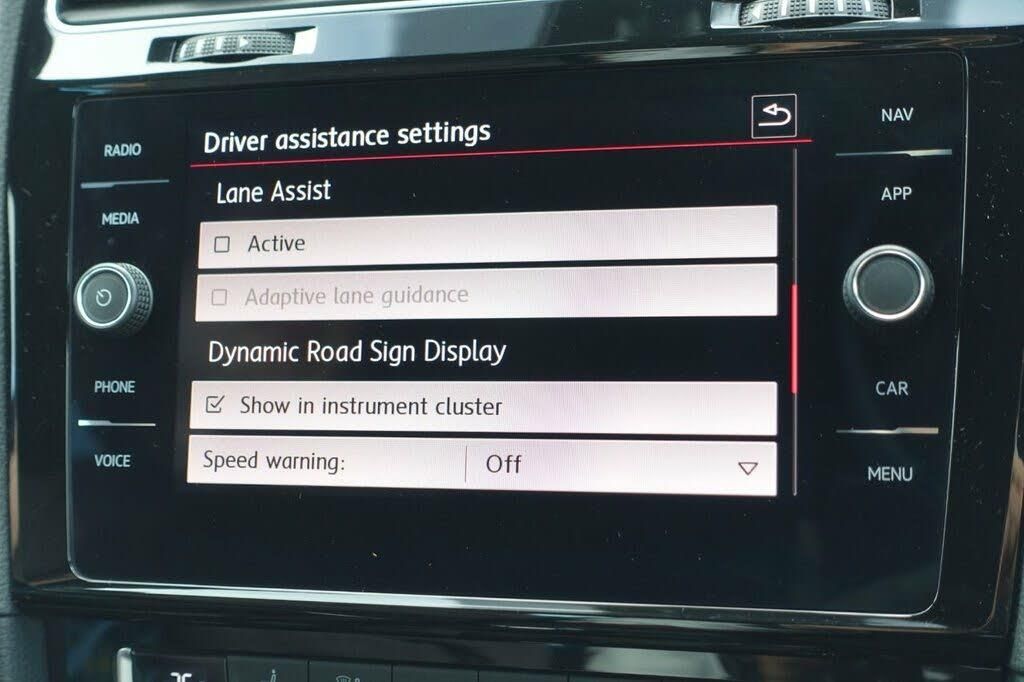 RADIO
MEDIA
PHONE
VOICE
Driver assistance settings
Lane Assist
Active
Adaptive lane guidance
Dynamic Road Sign Display
Show in instrument cluster
Speed warning: Off
NAV
APP
CAR
MENU